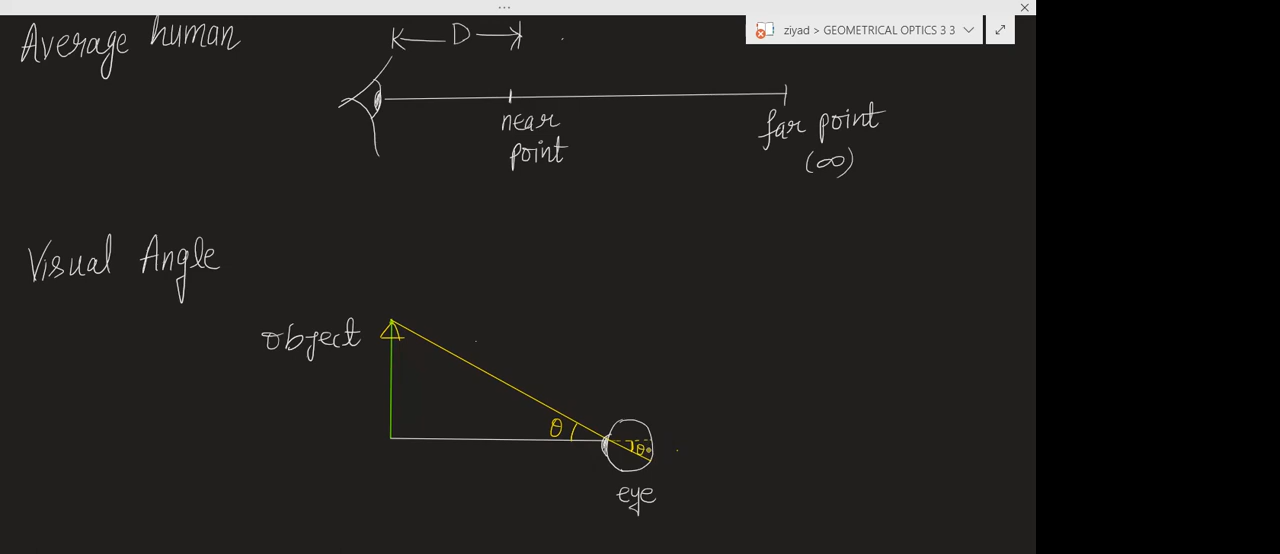 ziyad > GEOMETRICAL OPTICS 3 3
Average human
D
near
point
far point
(∞)
Visual Angle
object
θ
θ
eye